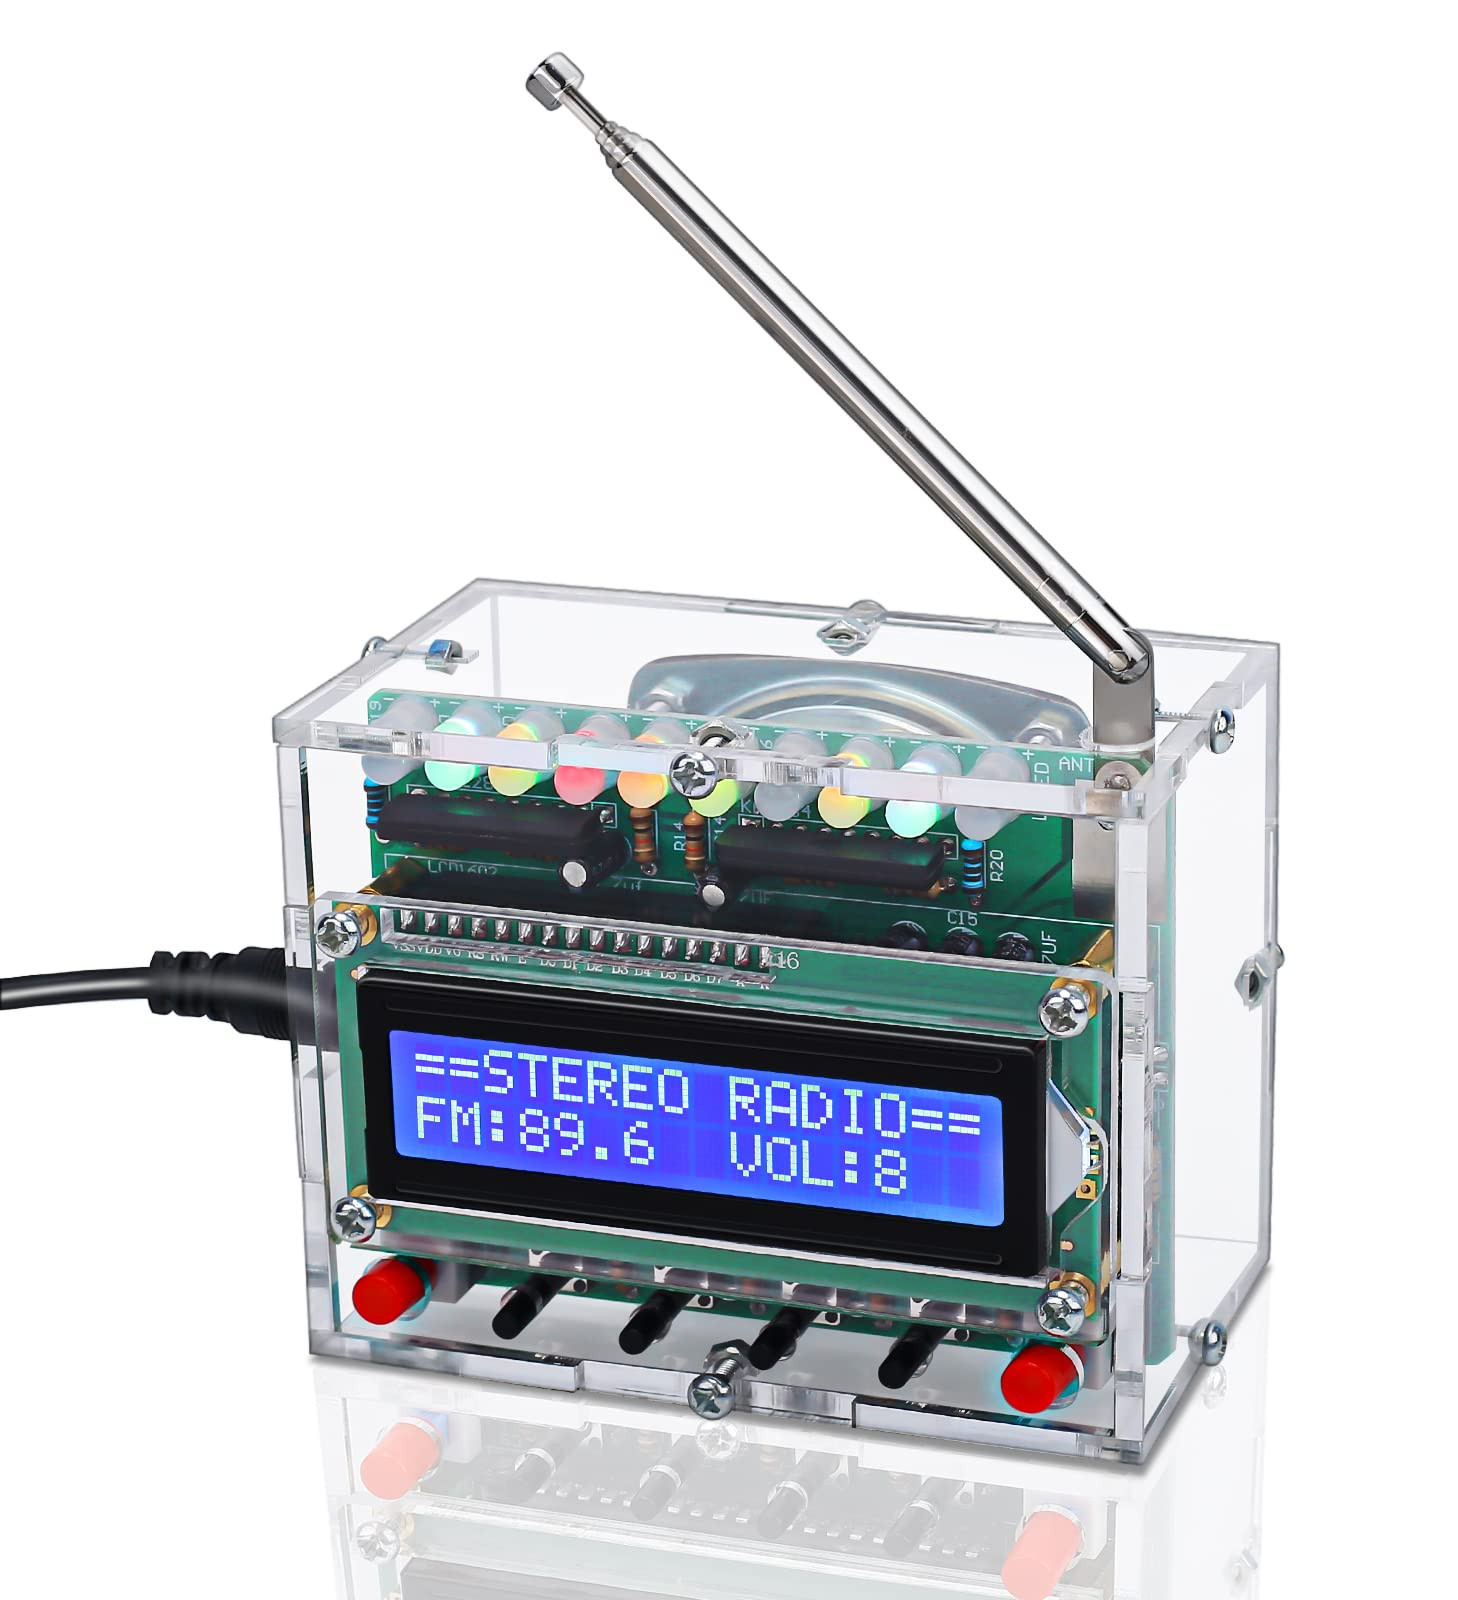 ANT
R14
R20
LCD1602
C15
7UF
VSS VDD V0 RS RW E D0 D1 D2 D3 D4 D5 D6 D7 A K
16
==STEREO RADIO==
FM:89.6 VOL:8